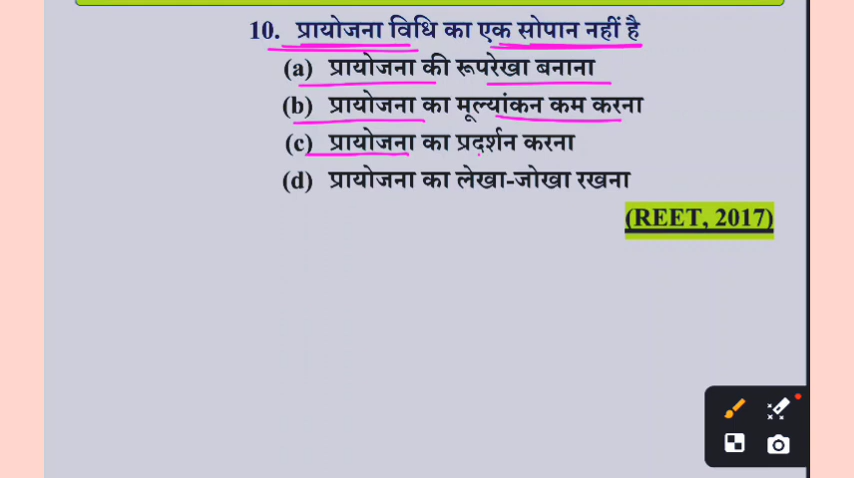 10. प्रायोजना विधि का एक सोपान नहीं है
(a) प्रायोजना की रूपरेखा बनाना
(b) प्रायोजना का मूल्यांकन कम करना
(c) प्रायोजना का प्रदर्शन करना
(d) प्रायोजना का लेखा-जोखा रखना
(REET, 2017)